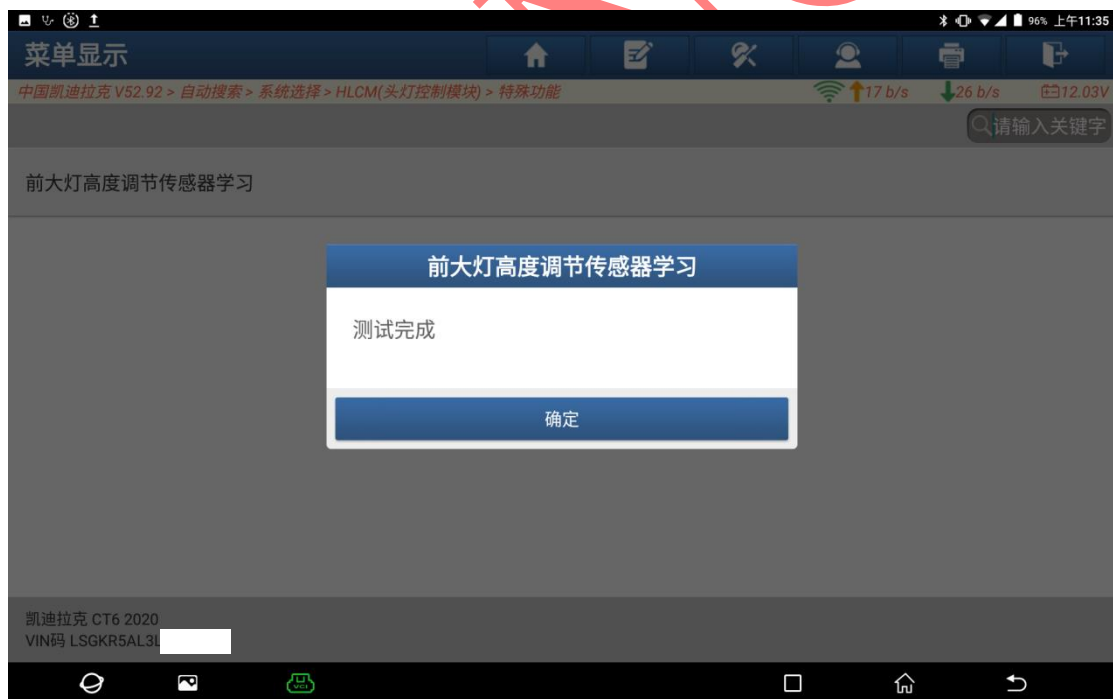 96% 上午11:35
菜单显示
中国凯迪拉克 V52.92 > 自动搜索 > 系统选择 > HLCM(头灯控制模块) > 特殊功能 17 b/s 26 b/s 12.03V
请输入关键字
前大灯高度调节传感器学习
前大灯高度调节传感器学习
测试完成
确定
凯迪拉克 CT6 2020
VIN码 LSGKR5AL3L
VCI